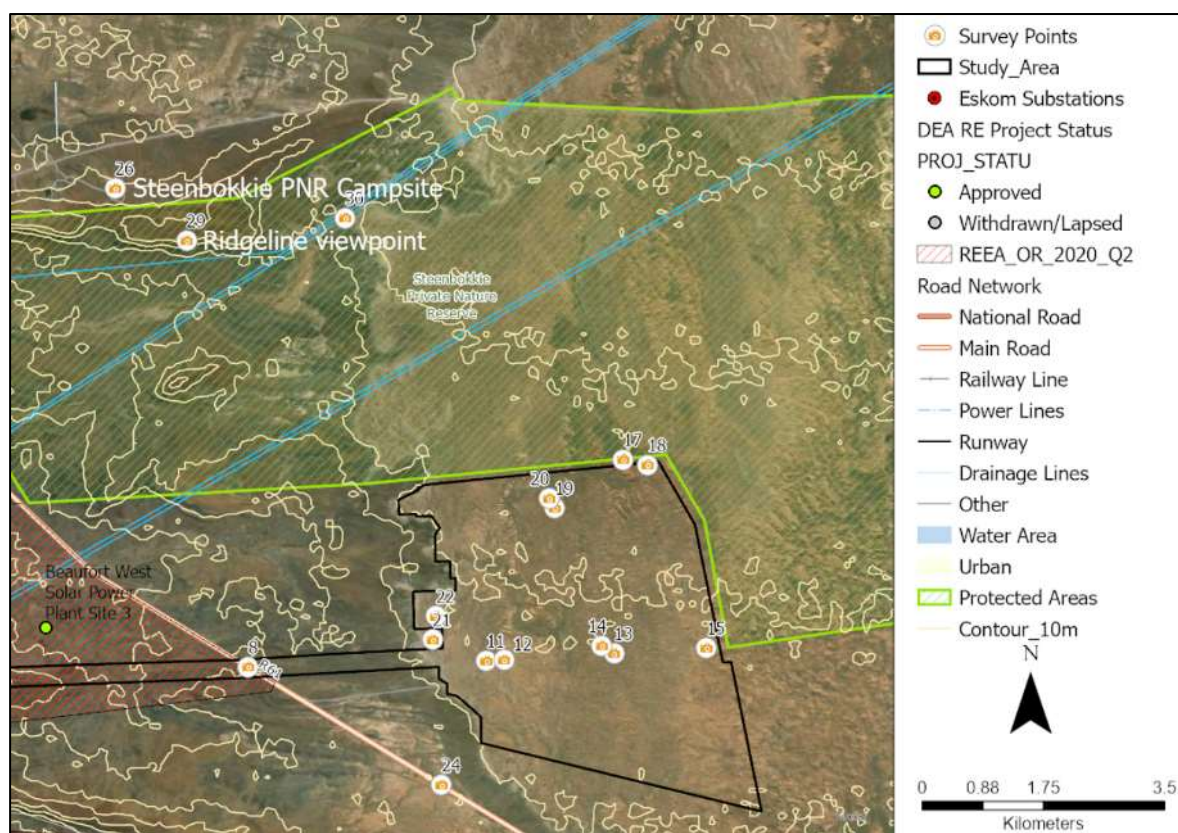 26
Steenbokkie PNR Campsite
30
29
Ridgeline viewpoint
Steenbokkie
Private Nature
Reserve
17
18
20
19
Beaufort West
Solar Power
Plant Site 3
22
21
14
13
15
11
12
8
R61
24
Survey Points
Study_Area
Eskom Substations
DEA RE Project Status
PROJ_STATU
Approved
Withdrawn/Lapsed
REEA_OR_2020_Q2
Road Network
National Road
Main Road
Railway Line
Power Lines
Runway
Drainage Lines
Other
Water Area
Urban
Protected Areas
Contour_10m
N
0 0.88 1.75 3.5
Kilometers